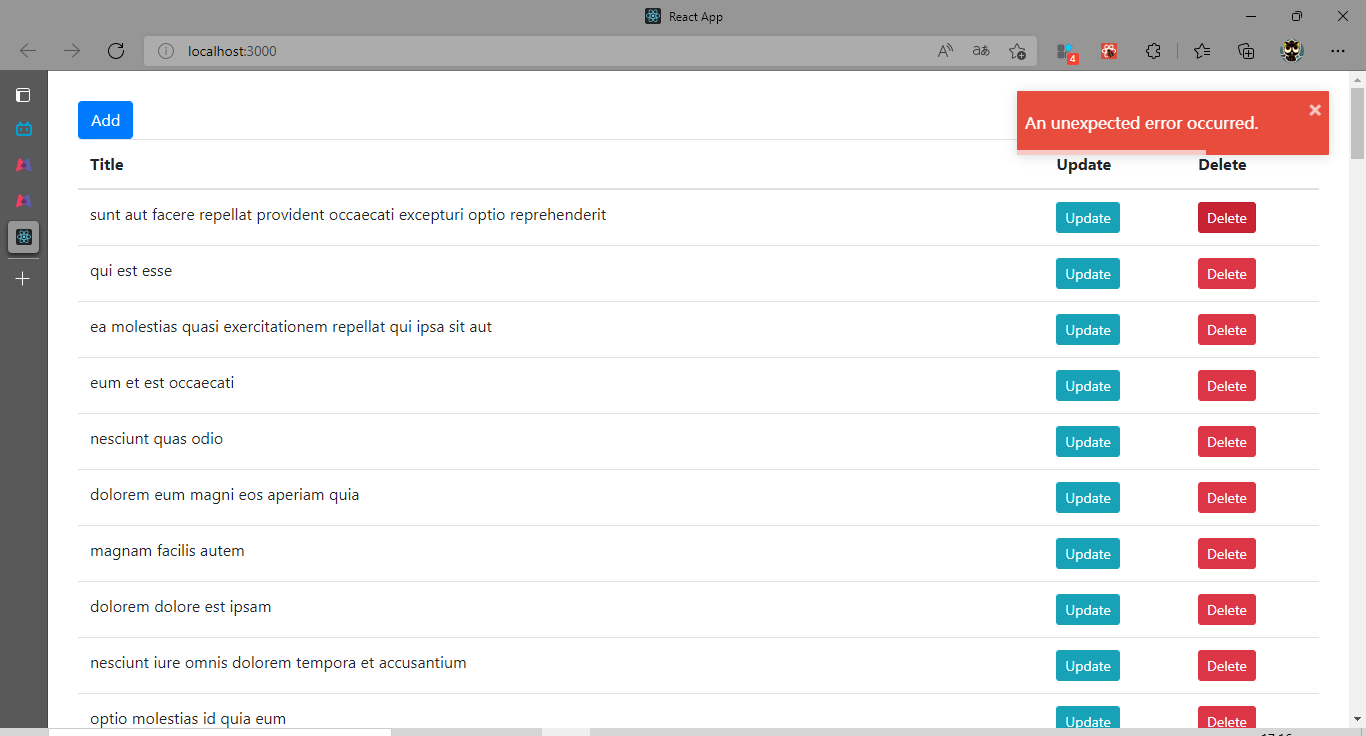 React App
localhost:3000
aあ
4
Add
An unexpected error occurred.
Title Update Delete
sunt aut facere repellat provident occaecati excepturi optio reprehenderit Update Delete
qui est esse Update Delete
ea molestias quasi exercitationem repellat qui ipsa sit aut Update Delete
eum et est occaecati Update Delete
nesciunt quas odio Update Delete
dolorem eum magni eos aperiam quia Update Delete
magnam facilis autem Update Delete
dolorem dolore est ipsam Update Delete
nesciunt iure omnis dolorem tempora et accusantium Update Delete
optio molestias id quia eum Update Delete